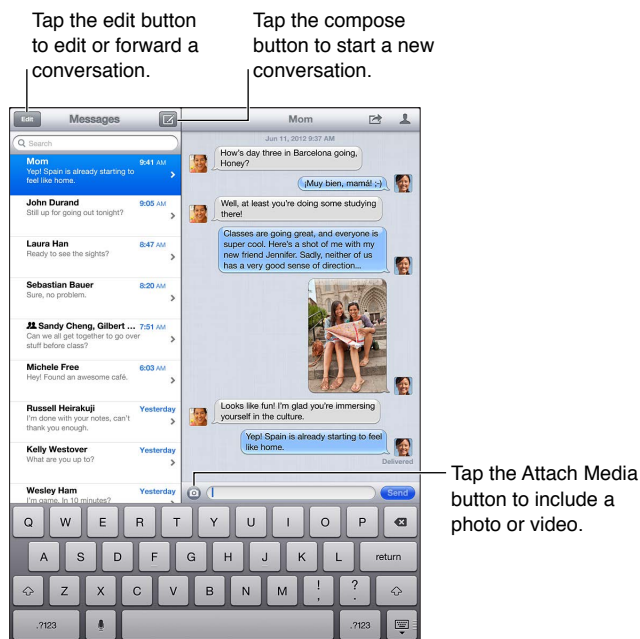 Tap the edit button
to edit or forward a
conversation.
Tap the compose
button to start a new
conversation.
Edit
Messages
Mom
Search
Jun 11, 2012 9:37 AM
Mom 9:41 AM
Yep! Spain is already starting to
feel like home.
John Durand 9:05 AM
Still up for going out tonight?
Laura Han 8:47 AM
Ready to see the sights?
Sebastian Bauer 8:20 AM
Sure, no problem.
Sandy Cheng, Gilbert ... 7:51 AM
Can we all get together to go over
stuff before class?
Michele Free 6:03 AM
Hey! Found an awesome café.
Russell Heirakuji Yesterday
I'm done with your notes, can't
thank you enough.
Kelly Westover Yesterday
What are you up to?
Wesley Ham Yesterday
I'm game. In 10 minutes?
How's day three in Barcelona going,
Honey?
¡Muy bien, mamá! ;-)
Well, at least you're doing some studying
there!
Classes are going great, and everyone is
super cool. Here's a shot of me with my
new friend Jennifer. Sadly, neither of us
has a very good sense of direction...
Looks like fun! I'm glad you're immersing
yourself in the culture.
Yep! Spain is already starting to feel
like home.
Delivered
Send
Tap the Attach Media
button to include a
photo or video.
Q W E R T Y U I O P
A S D F G H J K L return
Z X C V B N M ! , ? .
.?123 .?123